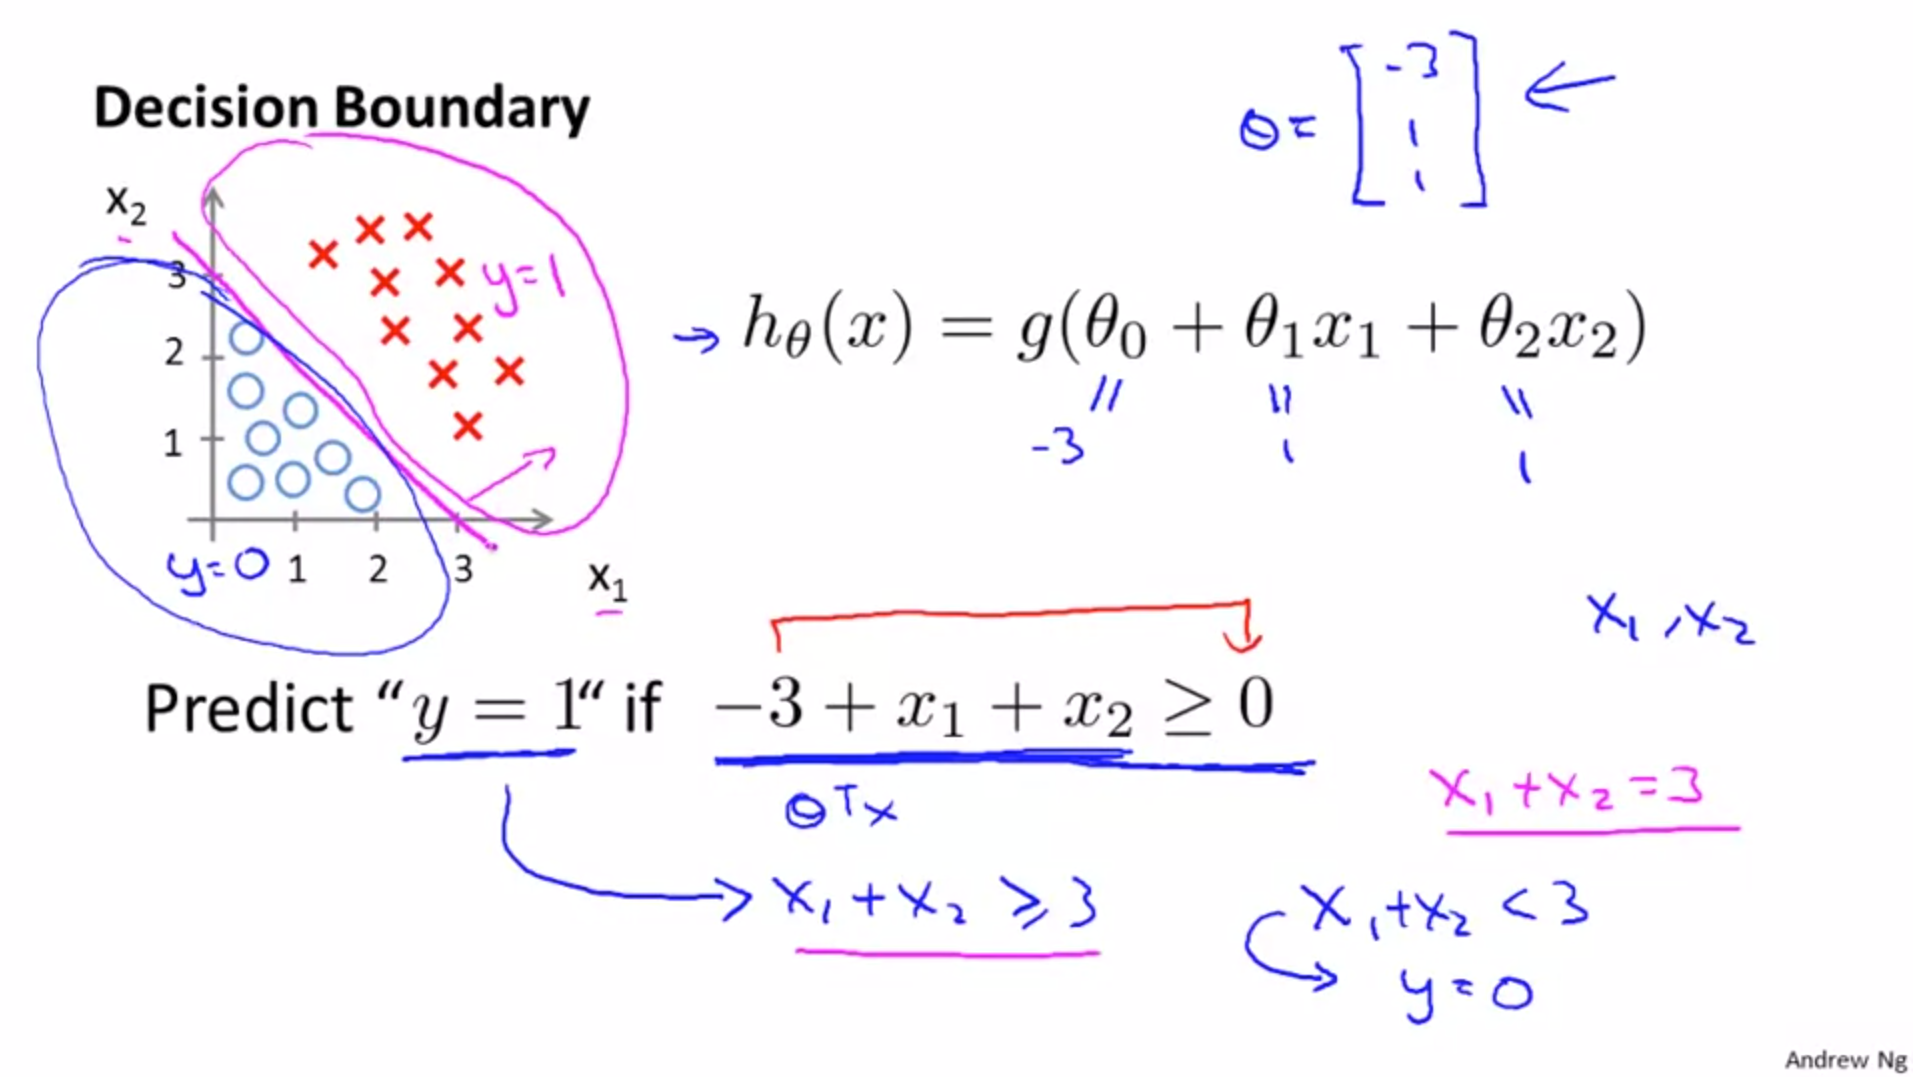 θ = [-3 1 1] ←
Decision Boundary
x₂
3
2
1
y=1
y=0
1 2 3
x₁
→ hθ(x) = g(θ₀ + θ₁x₁ + θ₂x₂)
-3 1 1
x₁, x₂
Predict “y = 1“ if −3 + x₁ + x₂ ≥ 0
θᵀx
x₁ + x₂ = 3
x₁ + x₂ ≥ 3
x₁ + x₂ < 3
y = 0
Andrew Ng